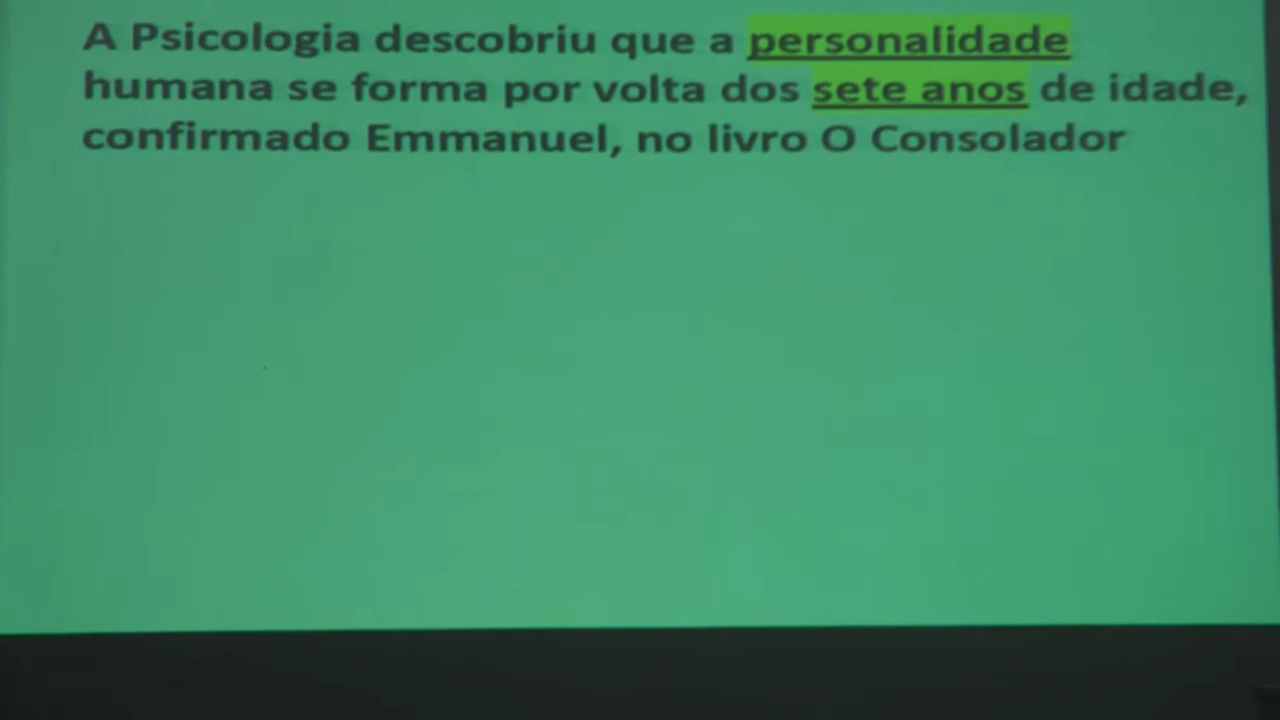 A Psicologia descobriu que a personalidade
humana se forma por volta dos sete anos de idade,
confirmado Emmanuel, no livro O Consolador